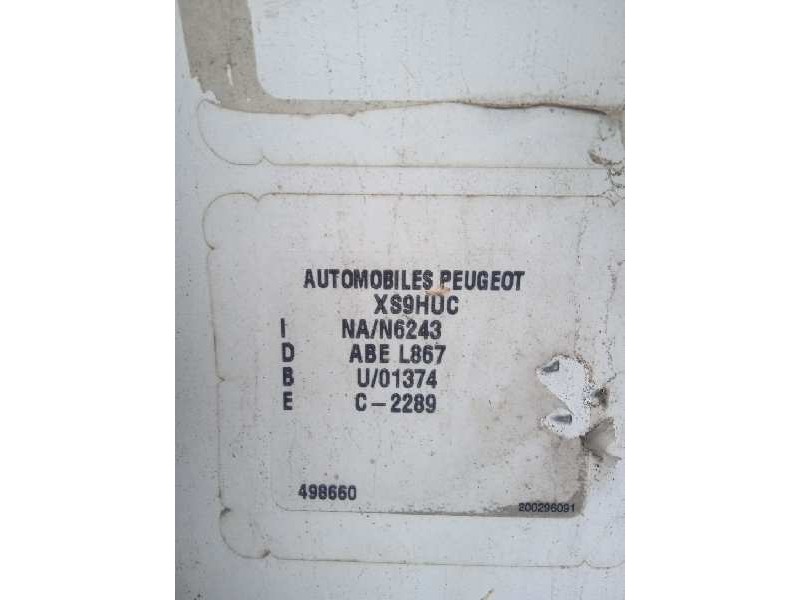 AUTOMOBILES PEUGEOT
XS9HUC
I NA/N6243
D ABE L867
B U/01374
E C-2289
498660
200296091